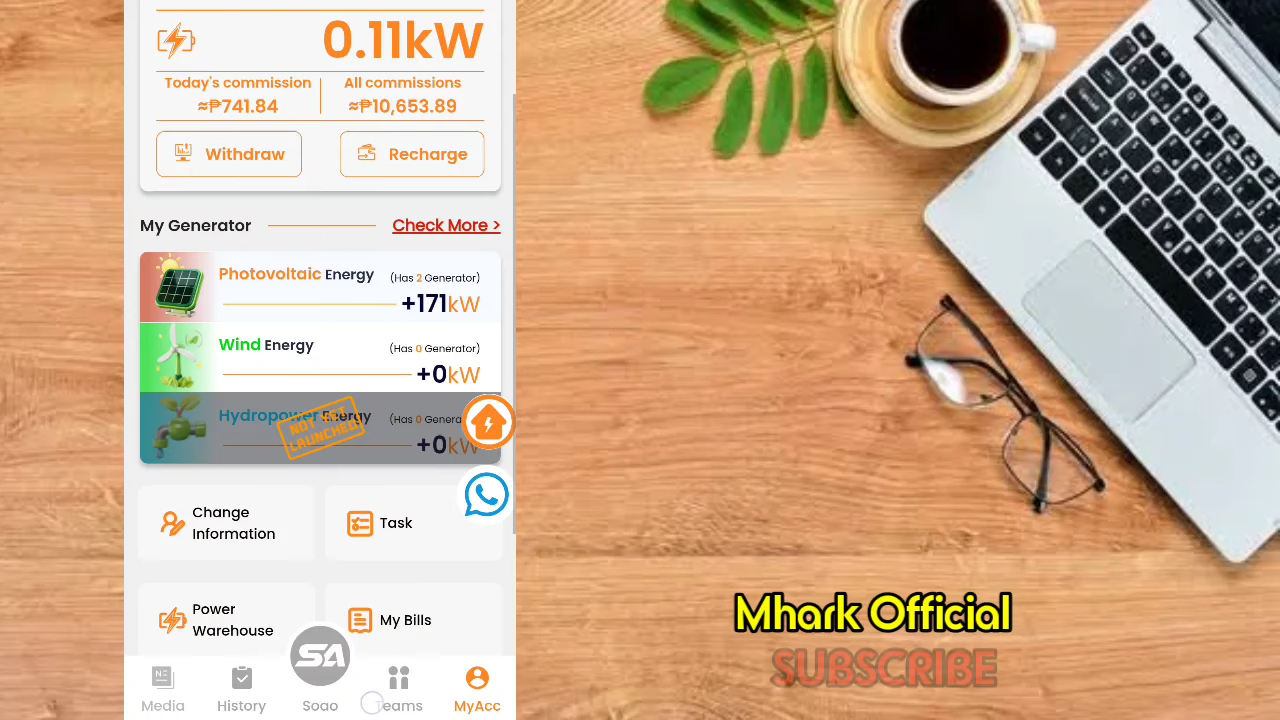 0.11kW
Today's commission
≈₱741.84
All commissions
≈₱10,653.89
Withdraw
Recharge
My Generator
Check More >
Photovoltaic Energy
(Has 2 Generator)
+171kW
Wind Energy
(Has 0 Generator)
+0kW
Hydropower Energy
(Has 0 Genera
NOT YET
LAUNCHED!
+0kW
Change
Information
Task
Power
Warehouse
My Bills
Media
History
SA
Soao
Teams
MyAcc
Mhark Official
SUBSCRIBE